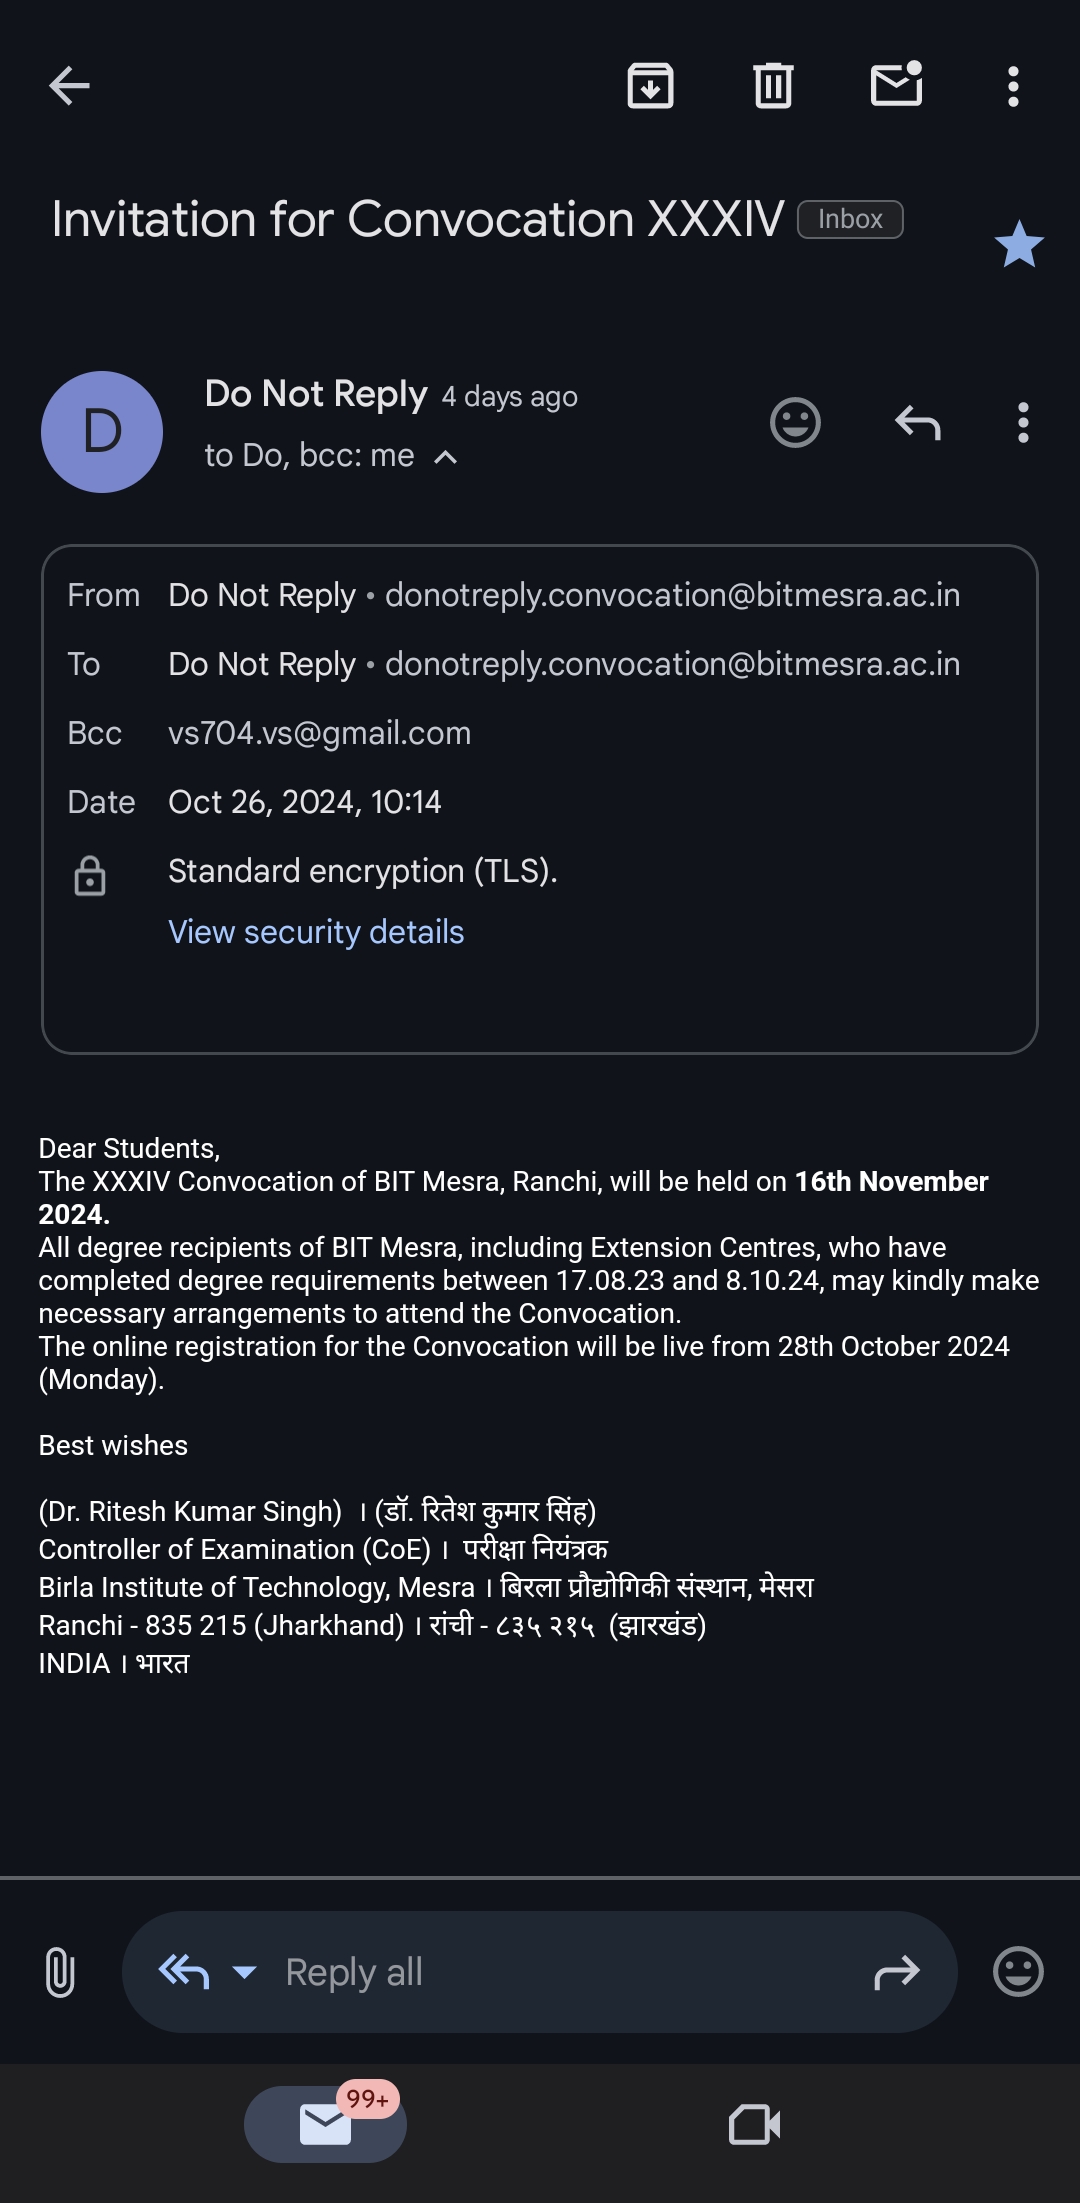 Invitation for Convocation XXXIV Inbox
D
Do Not Reply 4 days ago
to Do, bcc: me
From Do Not Reply • donotreply.convocation@bitmesra.ac.in
To Do Not Reply • donotreply.convocation@bitmesra.ac.in
Bcc vs704.vs@gmail.com
Date Oct 26, 2024, 10:14
Standard encryption (TLS).
View security details
Dear Students,
The XXXIV Convocation of BIT Mesra, Ranchi, will be held on 16th November
2024.
All degree recipients of BIT Mesra, including Extension Centres, who have
completed degree requirements between 17.08.23 and 8.10.24, may kindly make
necessary arrangements to attend the Convocation.
The online registration for the Convocation will be live from 28th October 2024
(Monday).
Best wishes
(Dr. Ritesh Kumar Singh) । (डॉ. रितेश कुमार सिंह)
Controller of Examination (CoE) । परीक्षा नियंत्रक
Birla Institute of Technology, Mesra । बिरला प्रौद्योगिकी संस्थान, मेसरा
Ranchi - 835 215 (Jharkhand) । रांची - ८३५ २१५ (झारखंड)
INDIA । भारत
Reply all
99+